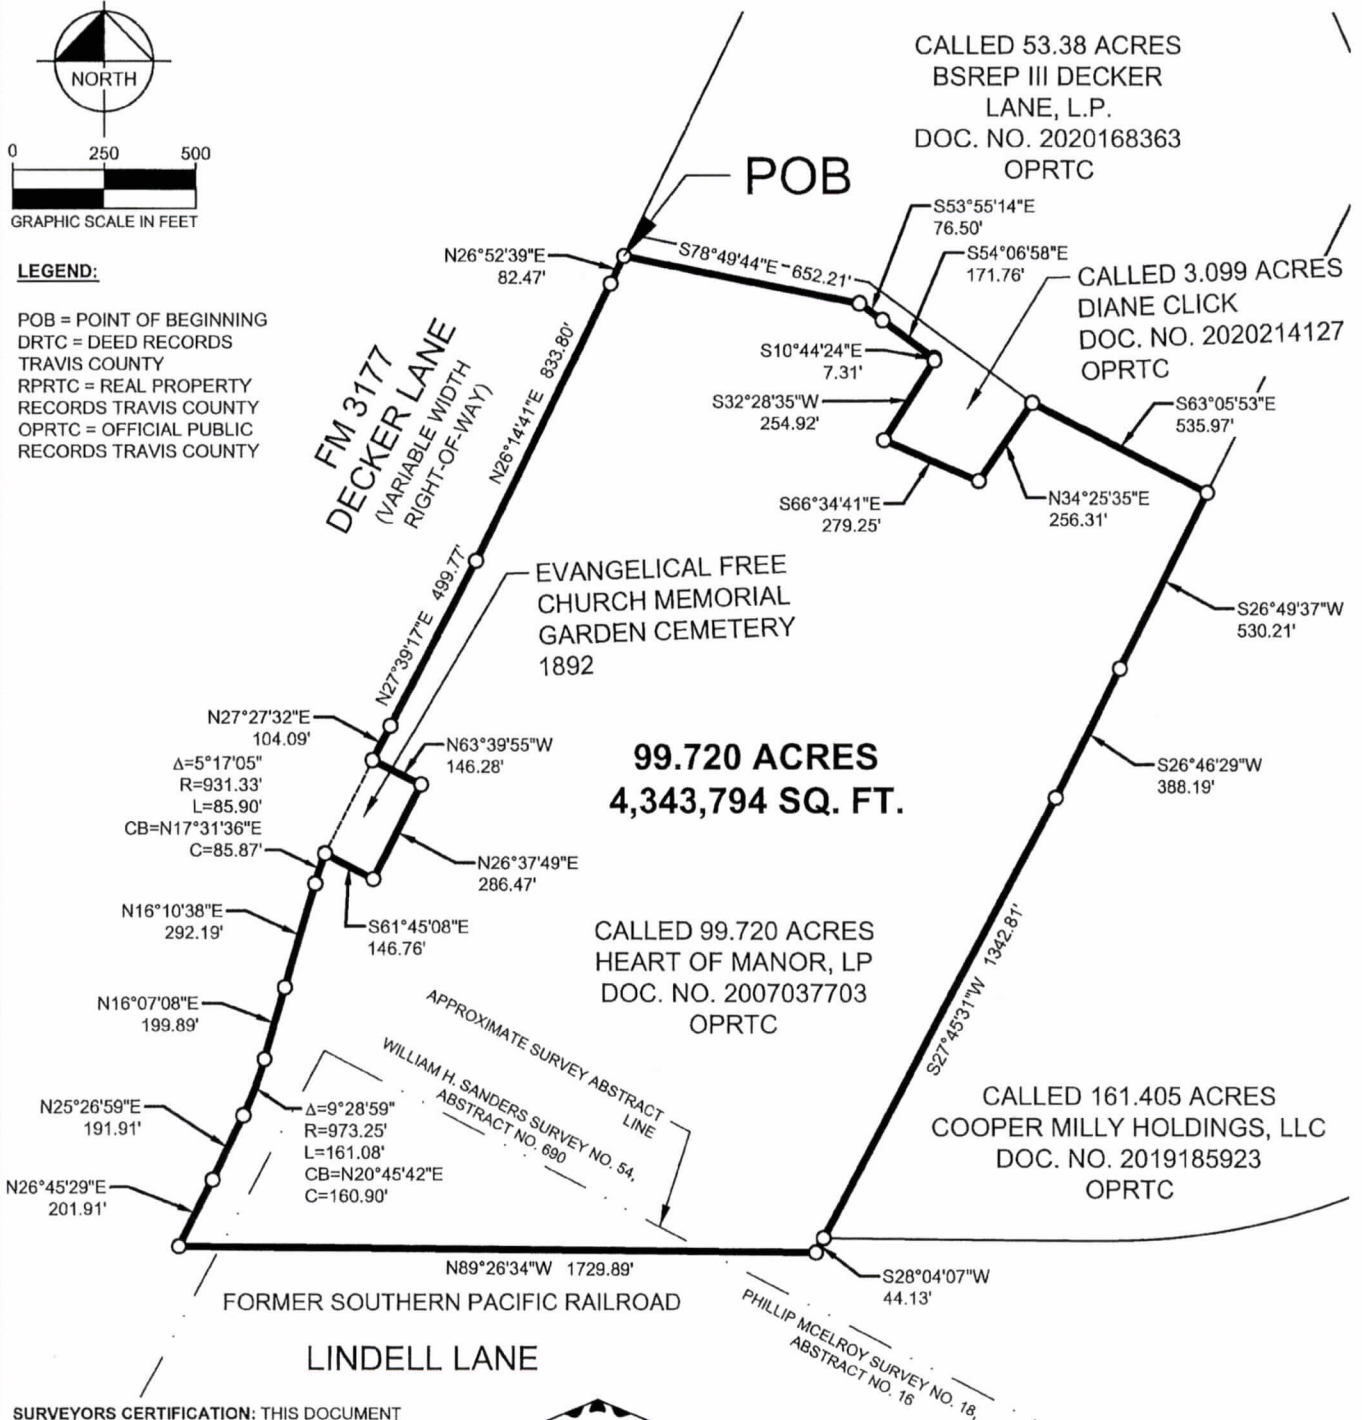 NORTH
0 250 500
GRAPHIC SCALE IN FEET
LEGEND:
POB = POINT OF BEGINNING
DRTC = DEED RECORDS
TRAVIS COUNTY
RPRTC = REAL PROPERTY
RECORDS TRAVIS COUNTY
OPRTC = OFFICIAL PUBLIC
RECORDS TRAVIS COUNTY
CALLED 53.38 ACRES
BSREP III DECKER
LANE, L.P.
DOC. NO. 2020168363
OPRTC
POB
S53°55'14"E
76.50'
S78°49'44"E 652.21'
S54°06'58"E
171.76'
N26°52'39"E
82.47'
CALLED 3.099 ACRES
DIANE CLICK
DOC. NO. 2020214127
OPRTC
S10°44'24"E
7.31'
S32°28'35"W
254.92'
S63°05'53"E
535.97'
S66°34'41"E
279.25'
N34°25'35"E
256.31'
FM 3177
DECKER LANE
(VARIABLE WIDTH
RIGHT-OF-WAY)
N26°14'41"E 833.80'
N27°39'17"E 499.77'
EVANGELICAL FREE
CHURCH MEMORIAL
GARDEN CEMETERY
1892
S26°49'37"W
530.21'
N27°27'32"E
104.09'
N63°39'55"W
146.28'
99.720 ACRES
4,343,794 SQ. FT.
S26°46'29"W
388.19'
Δ=5°17'05"
R=931.33'
L=85.90'
CB=N17°31'36"E
C=85.87'
N26°37'49"E
286.47'
N16°10'38"E
292.19'
S61°45'08"E
146.76'
CALLED 99.720 ACRES
HEART OF MANOR, LP
DOC. NO. 2007037703
OPRTC
S27°45'31"W 1342.81'
N16°07'08"E
199.89'
APPROXIMATE SURVEY ABSTRACT
LINE
WILLIAM H. SANDERS SURVEY NO. 54,
ABSTRACT NO. 690
N25°26'59"E
191.91'
Δ=9°28'59"
R=973.25'
L=161.08'
CB=N20°45'42"E
C=160.90'
CALLED 161.405 ACRES
COOPER MILLY HOLDINGS, LLC
DOC. NO. 2019185923
OPRTC
N26°45'29"E
201.91'
N89°26'34"W 1729.89'
S28°04'07"W
44.13'
FORMER SOUTHERN PACIFIC RAILROAD
LINDELL LANE
PHILLIP MCELROY SURVEY NO. 18,
ABSTRACT NO. 16
SURVEYORS CERTIFICATION: THIS DOCUMENT